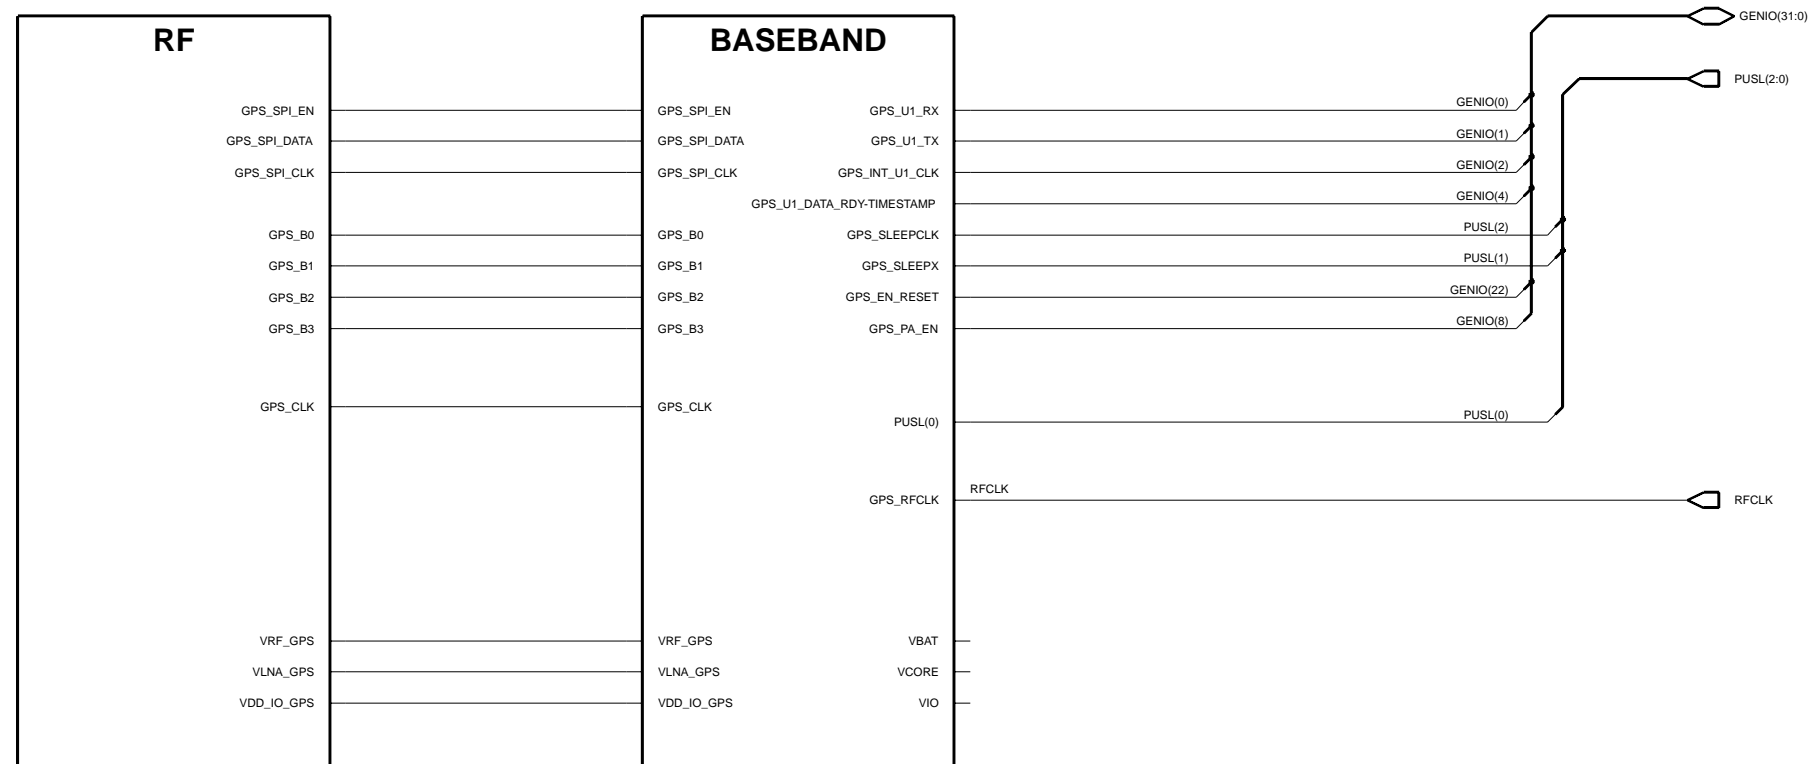 RF
BASEBAND
GENIO(31:0)
PUSL(2:0)
GPS_SPI_EN GPS_SPI_EN GPS_U1_RX GENIO(0)
GPS_SPI_DATA GPS_SPI_DATA GPS_U1_TX GENIO(1)
GPS_SPI_CLK GPS_SPI_CLK GPS_INT_U1_CLK GENIO(2)
GPS_U1_DATA_RDY-TIMESTAMP GENIO(4)
GPS_B0 GPS_B0 GPS_SLEEPCLK PUSL(2)
GPS_B1 GPS_B1 GPS_SLEEPX PUSL(1)
GPS_B2 GPS_B2 GPS_EN_RESET GENIO(22)
GPS_B3 GPS_B3 GPS_PA_EN GENIO(8)
GPS_CLK GPS_CLK
PUSL(0) PUSL(0)
GPS_RFCLK RFCLK RFCLK
VRF_GPS VRF_GPS VBAT
VLNA_GPS VLNA_GPS VCORE
VDD_IO_GPS VDD_IO_GPS VIO